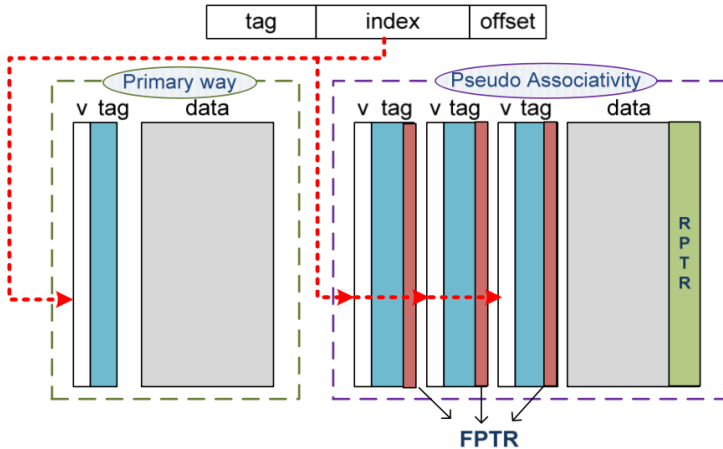 tag index offset
Primary way
Pseudo Associativity
v tag data
v tag v tag v tag data
R
P
T
R
FPTR